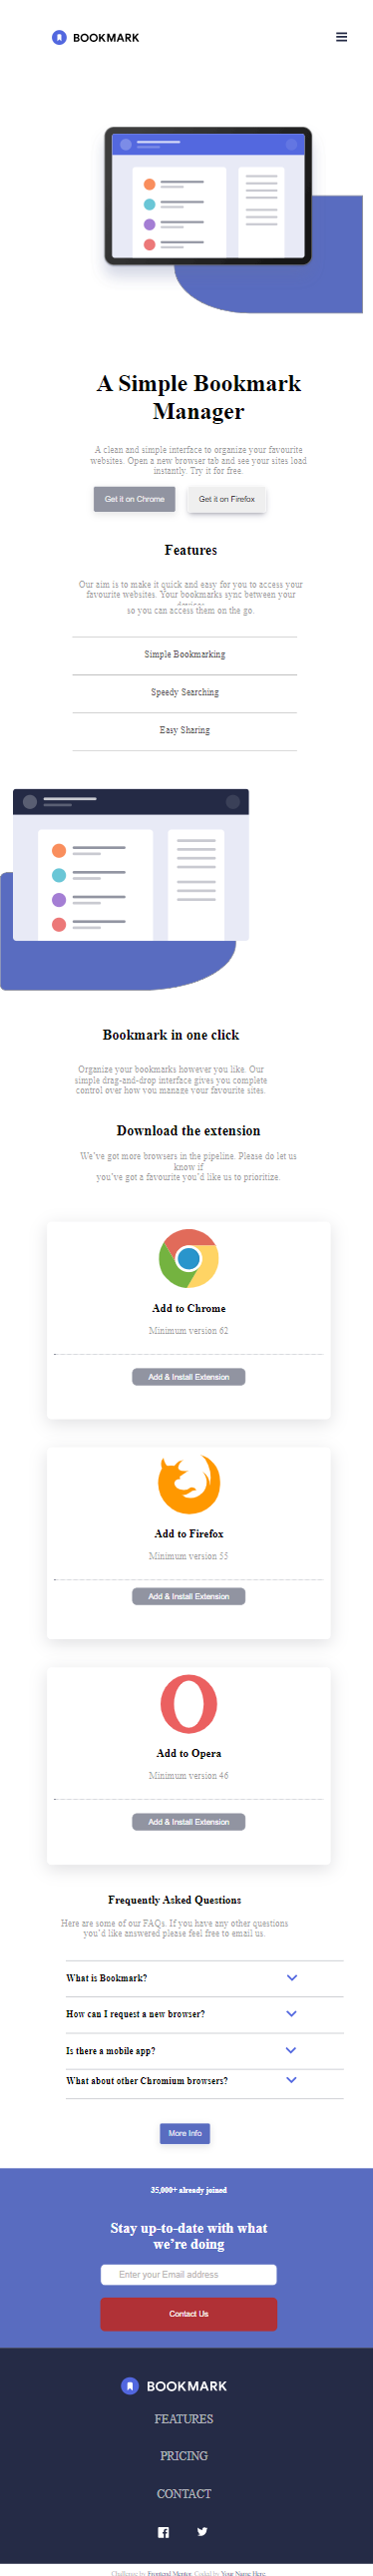 BOOKMARK
A Simple Bookmark
Manager
A clean and simple interface to organize your favourite
websites. Open a new browser tab and see your sites load
instantly. Try it for free.
Get it on Chrome
Get it on Firefox
Features
Our aim is to make it quick and easy for you to access your
favourite websites. Your bookmarks sync between your
devices
so you can access them on the go.
Simple Bookmarking
Speedy Searching
Easy Sharing
Bookmark in one click
Organize your bookmarks however you like. Our
simple drag-and-drop interface gives you complete
control over how you manage your favourite sites.
Download the extension
We've got more browsers in the pipeline. Please do let us
know if
you've got a favourite you'd like us to prioritize.
Add to Chrome
Minimum version 62
Add & Install Extension
Add to Firefox
Minimum version 55
Add & Install Extension
Add to Opera
Minimum version 46
Add & Install Extension
Frequently Asked Questions
Here are some of our FAQs. If you have any other questions
you'd like answered please feel free to email us.
What is Bookmark?
How can I request a new browser?
Is there a mobile app?
What about other Chromium browsers?
More Info
35,000+ already joined
Stay up-to-date with what
we're doing
Enter your Email address
Contact Us
BOOKMARK
FEATURES
PRICING
CONTACT
Challenge by Frontend Mentor. Coded by Your Name Here.